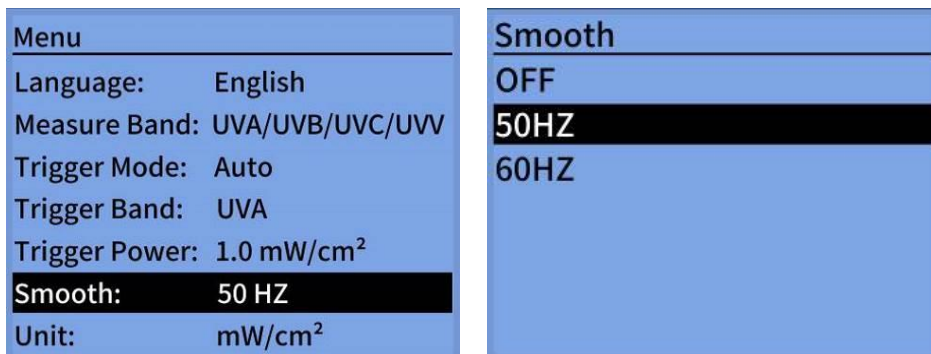 Menu
Language: English
Measure Band: UVA/UVB/UVC/UVV
Trigger Mode: Auto
Trigger Band: UVA
Trigger Power: 1.0 mW/cm²
Smooth: 50 HZ
Unit: mW/cm²
Smooth
OFF
50HZ
60HZ